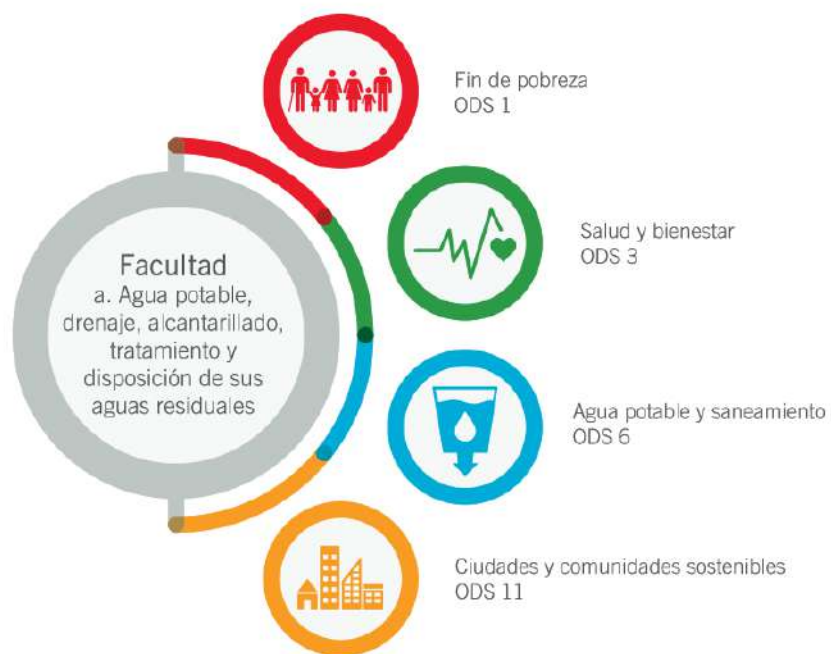 Fin de pobreza
ODS 1
Salud y bienestar
ODS 3
Facultad
a. Agua potable,
drenaje, alcantarillado,
tratamiento y
disposición de sus
aguas residuales
Agua potable y saneamiento
ODS 6
Ciudades y comunidades sostenibles
ODS 11